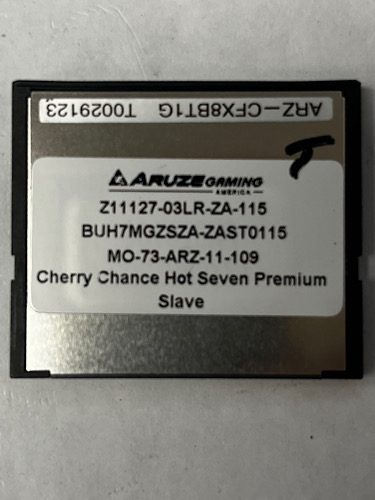 ARZ-CFX8BT1G T0029123
ARUZE GAMING
AMERICA
Z11127-03LR-ZA-115
BUH7MGZSZA-ZAST0115
MO-73-ARZ-11-109
Cherry Chance Hot Seven Premium
Slave